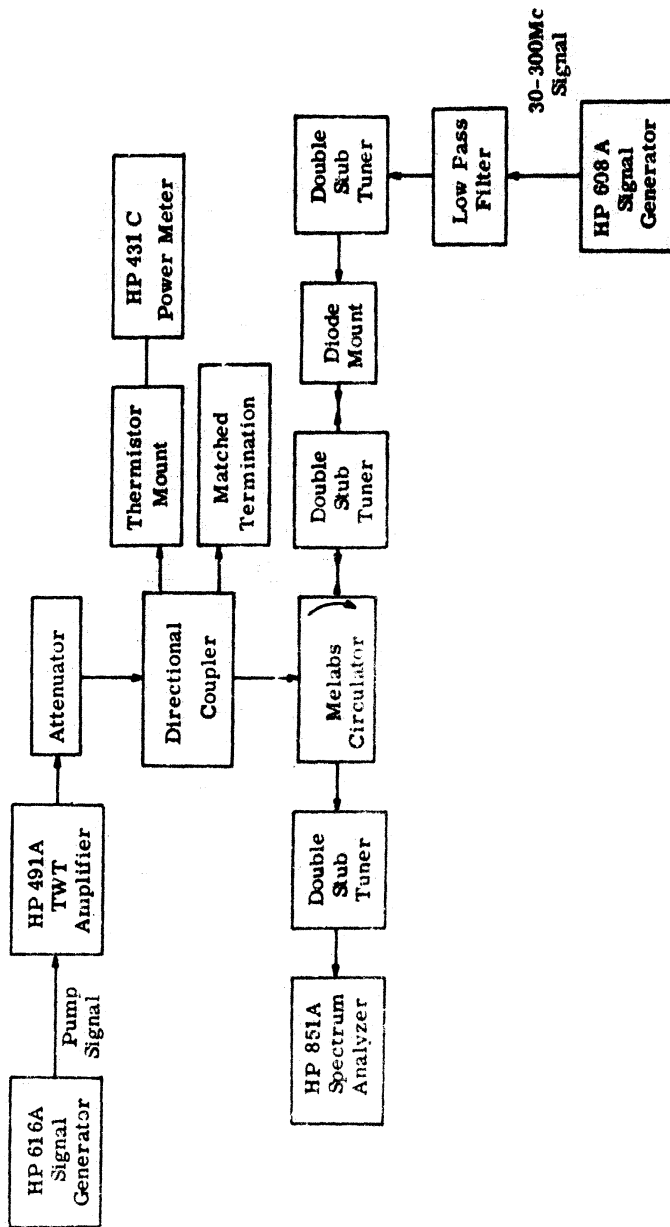 HP 616A
Signal
Generator
Pump
Signal
HP 491A
TWT
Amplifier
Attenuator
Directional
Coupler
Thermistor
Mount
HP 431 C
Power Meter
Matched
Termination
HP 851A
Spectrum
Analyzer
Double
Stub
Tuner
Melabs
Circulator
Double
Stub
Tuner
Diode
Mount
Double
Stub
Tuner
Low Pass
Filter
30-300Mc
Signal
HP 608 A
Signal
Generator